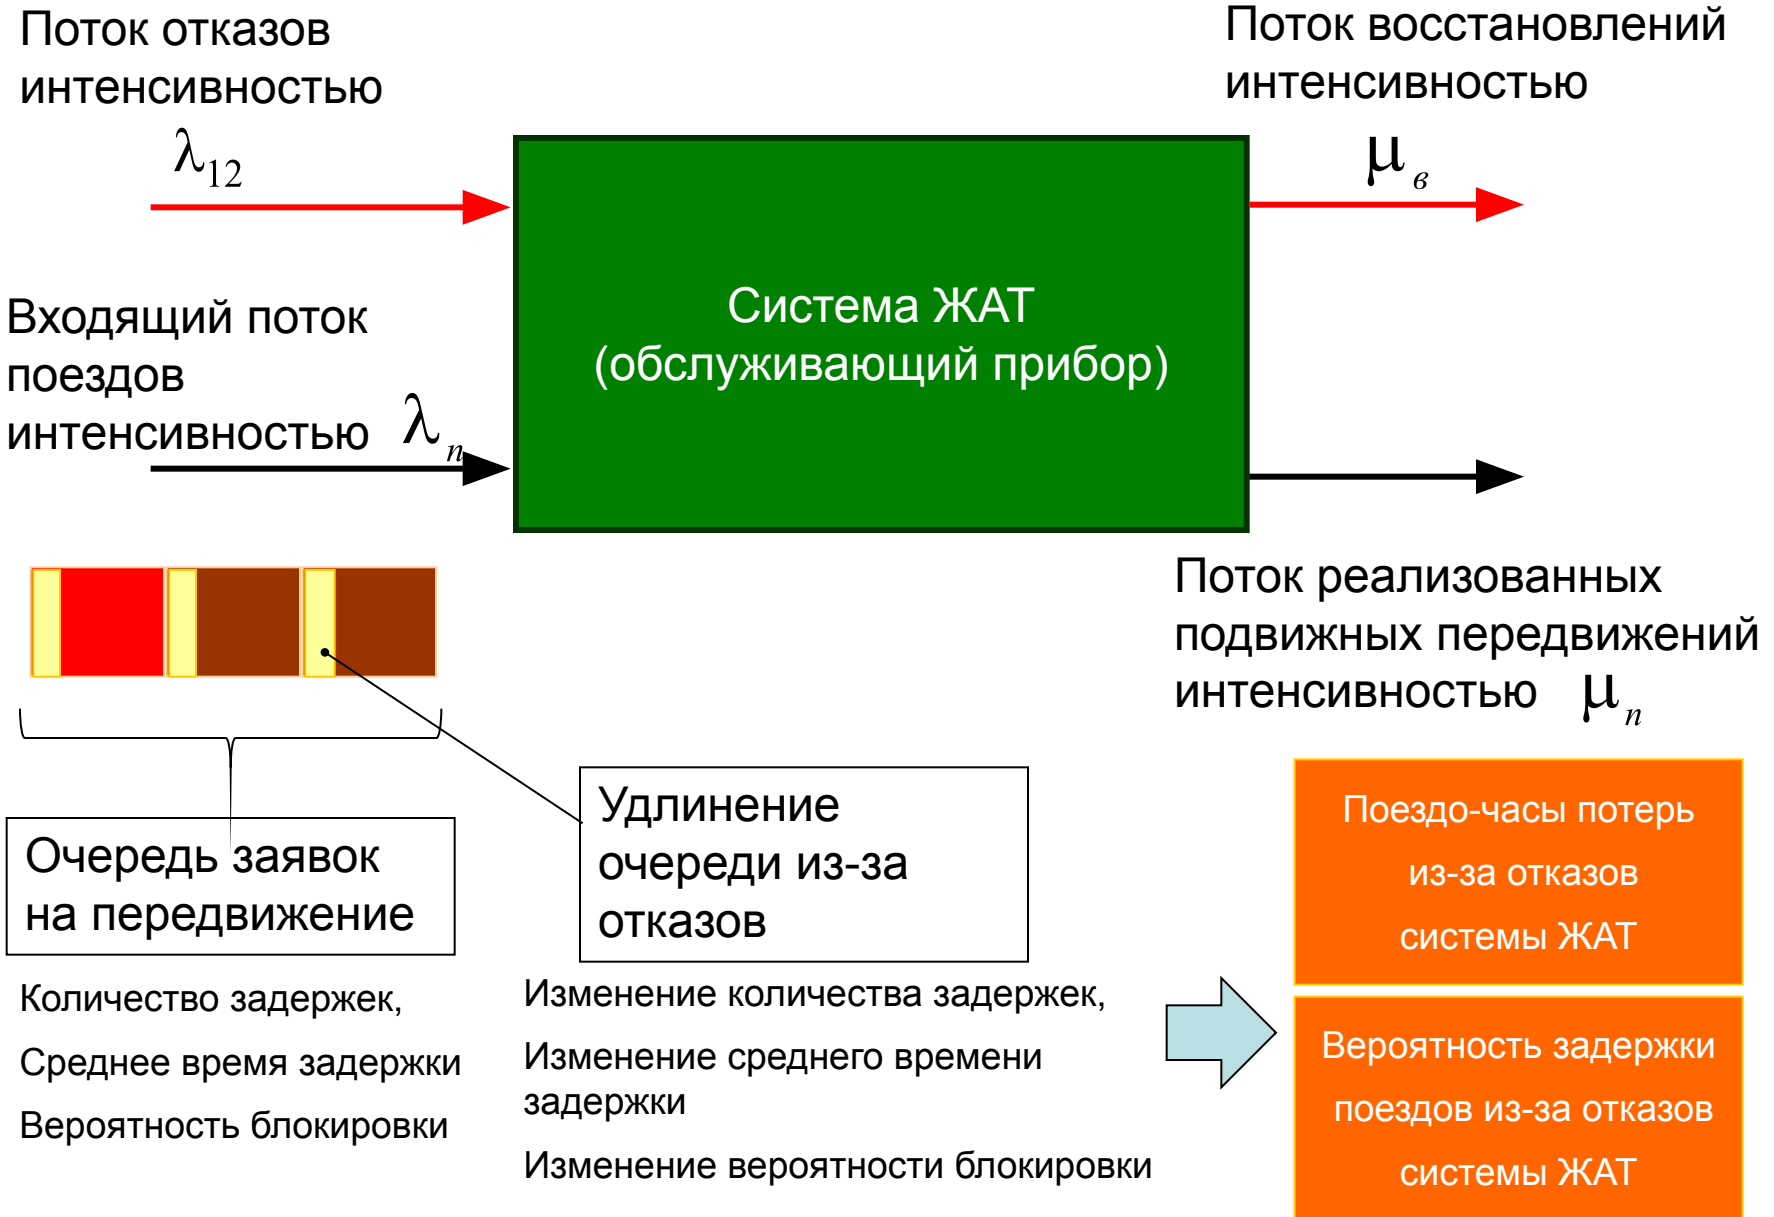 Поток отказов
интенсивностью
λ12
Поток восстановлений
интенсивностью
μв
Система ЖАТ
(обслуживающий прибор)
Входящий поток
поездов
интенсивностью λп
Поток реализованных
подвижных передвижений
интенсивностью μп
Очередь заявок
на передвижение
Удлинение
очереди из-за
отказов
Количество задержек,
Среднее время задержки
Вероятность блокировки
Изменение количества задержек,
Изменение среднего времени
задержки
Изменение вероятности блокировки
Поездо-часы потерь
из-за отказов
системы ЖАТ
Вероятность задержки
поездов из-за отказов
системы ЖАТ